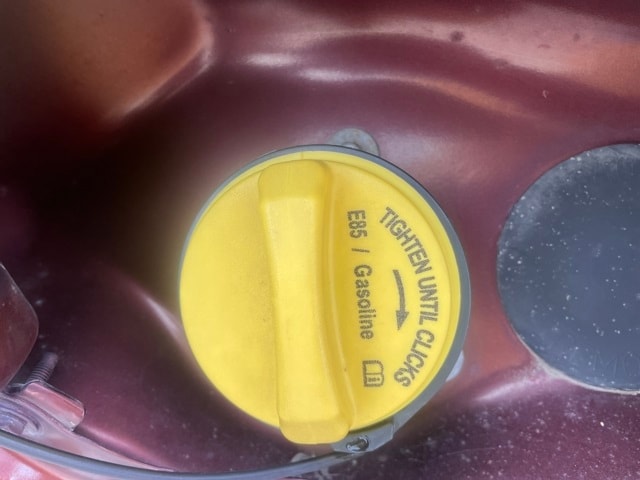 TIGHTEN UNTIL CLICKS
E85 / Gasoline